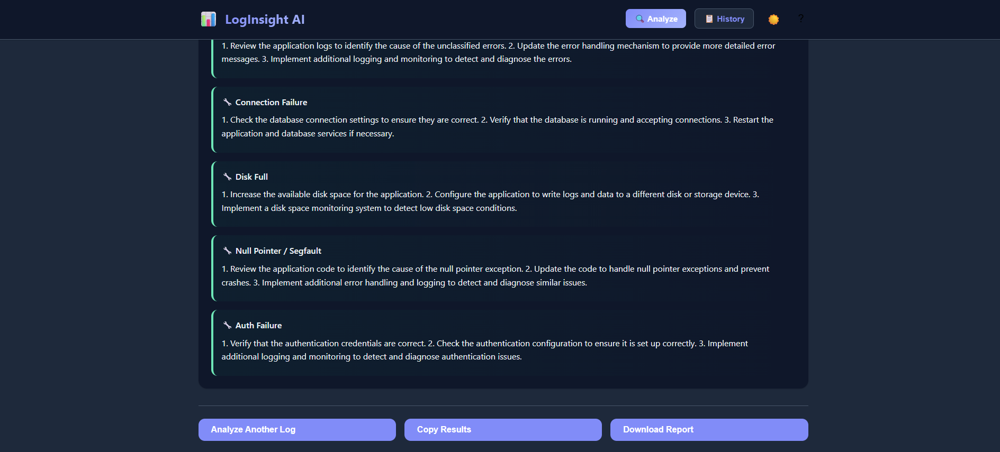 LogInsight AI
Analyze
History
?
1. Review the application logs to identify the cause of the unclassified errors. 2. Update the error handling mechanism to provide more detailed error
messages. 3. Implement additional logging and monitoring to detect and diagnose the errors.
Connection Failure
1. Check the database connection settings to ensure they are correct. 2. Verify that the database is running and accepting connections. 3. Restart the
application and database services if necessary.
Disk Full
1. Increase the available disk space for the application. 2. Configure the application to write logs and data to a different disk or storage device. 3.
Implement a disk space monitoring system to detect low disk space conditions.
Null Pointer / Segfault
1. Review the application code to identify the cause of the null pointer exception. 2. Update the code to handle null pointer exceptions and prevent
crashes. 3. Implement additional error handling and logging to detect and diagnose similar issues.
Auth Failure
1. Verify that the authentication credentials are correct. 2. Check the authentication configuration to ensure it is set up correctly. 3. Implement
additional logging and monitoring to detect and diagnose authentication issues.
Analyze Another Log
Copy Results
Download Report